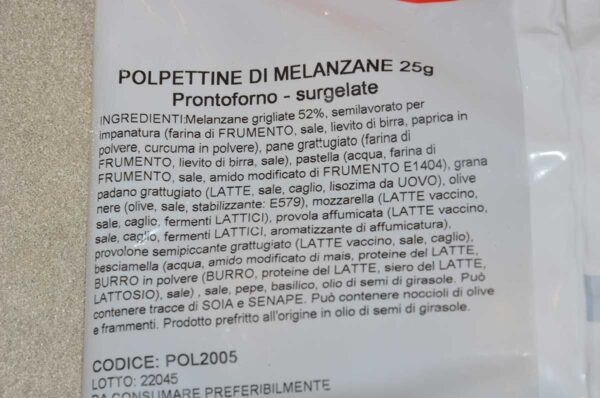 POLPETTINE DI MELANZANE 25g
Prontoforno - surgelate
INGREDIENTI:Melanzane grigliate 52%, semilavorato per
impanatura (farina di FRUMENTO, sale, lievito di birra, paprica in
polvere, curcuma in polvere), pane grattugiato (farina di
FRUMENTO, lievito di birra, sale), pastella (acqua, farina di
FRUMENTO, sale, amido modificato di FRUMENTO E1404), grana
padano grattugiato (LATTE, sale, caglio, lisozima da UOVO), olive
nere (olive, sale, stabilizzante: E579), mozzarella (LATTE vaccino,
sale, caglio, fermenti LATTICI), provola affumicata (LATTE vaccino,
sale, caglio, fermenti LATTICI, aromatizzante di affumicatura),
provolone semipiccante grattugiato (LATTE vaccino, sale, caglio),
besciamella (acqua, amido modificato di mais, proteine del LATTE,
BURRO in polvere (BURRO, proteine del LATTE, siero del LATTE,
LATTOSIO), sale) , sale, pepe, basilico, olio di semi di girasole. Può
contenere tracce di SOIA e SENAPE. Può contenere noccioli di olive
e frammenti. Prodotto prefritto all'origine in olio di semi di girasole.
CODICE: POL2005
LOTTO: 22045
DA CONSUMARE PREFERIBILMENTE